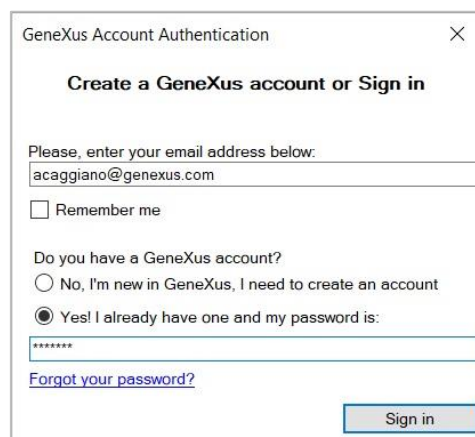 GeneXus Account Authentication
Create a GeneXus account or Sign in
Please, enter your email address below:
acaggiano@genexus.com
Remember me
Do you have a GeneXus account?
No, I'm new in GeneXus, I need to create an account
Yes! I already have one and my password is:
*******
Forgot your password?
Sign in